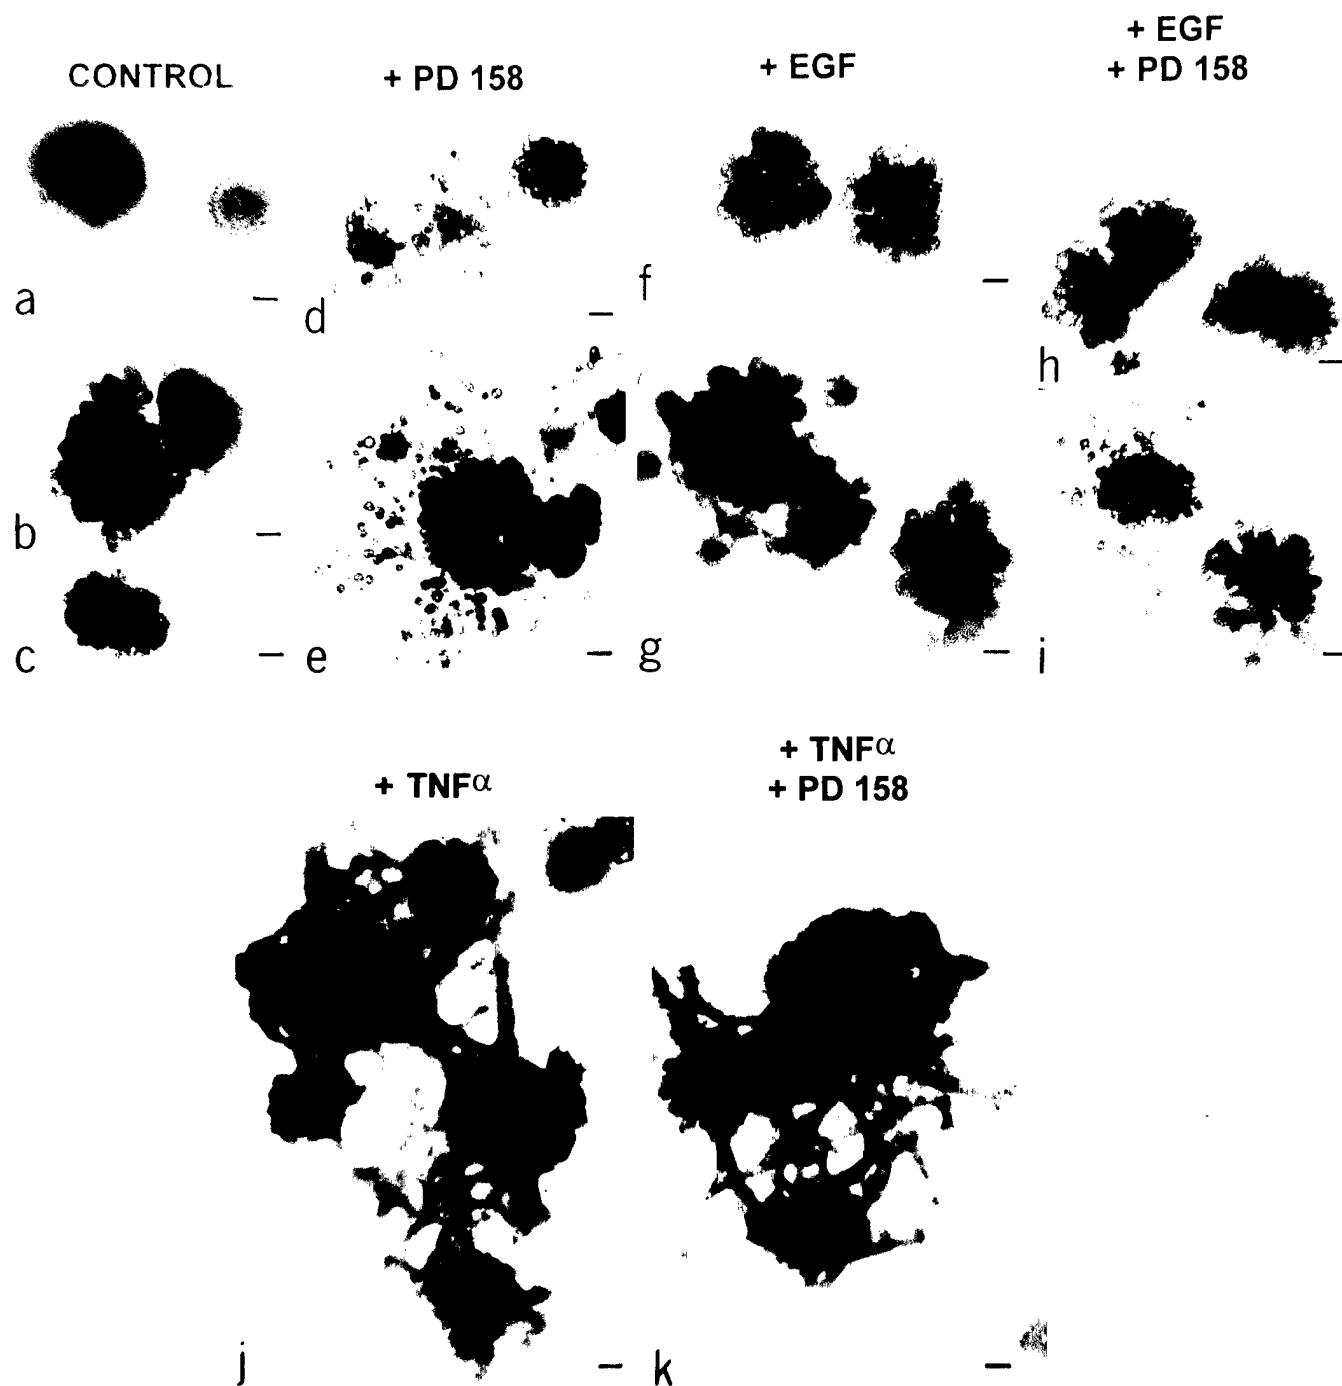 CONTROL
+ PD 158
+ EGF
+ EGF
+ PD 158
a
d
f
h
b
c
e
g
i
+ TNFα
+ TNFα
+ PD 158
j
k